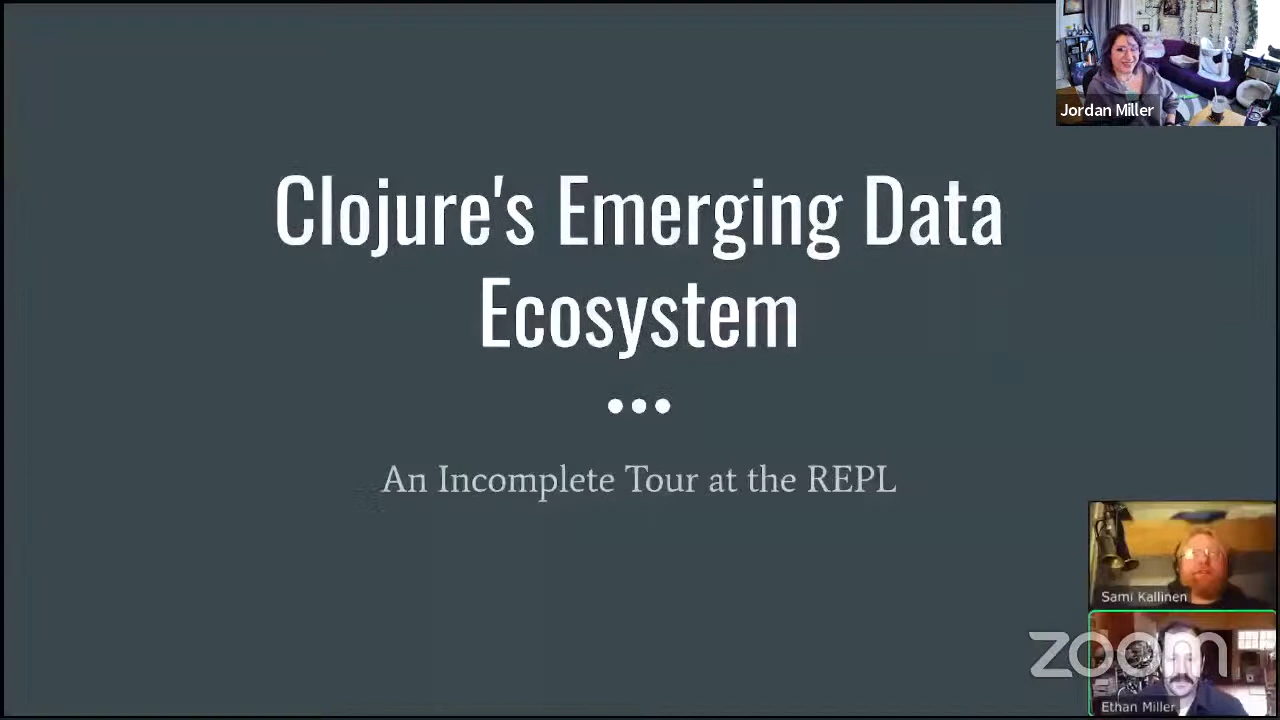 Jordan Miller
Clojure's Emerging Data
Ecosystem
An Incomplete Tour at the REPL
Sami Kallinen
zoom
Ethan Miller